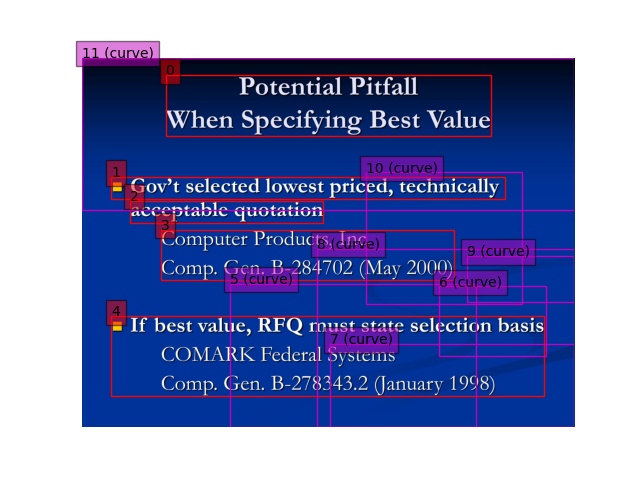 11 (curve)
0
Potential Pitfall
When Specifying Best Value
10 (curve)
1
Gov't selected lowest priced, technically
2
acceptable quotation
3
Computer Products, Inc.
8 (curve)
9 (curve)
Comp. Gen. B-284702 (May 2000)
5 (curve)
6 (curve)
4
If best value, RFQ must state selection basis
7 (curve)
COMARK Federal Systems
Comp. Gen. B-278343.2 (January 1998)